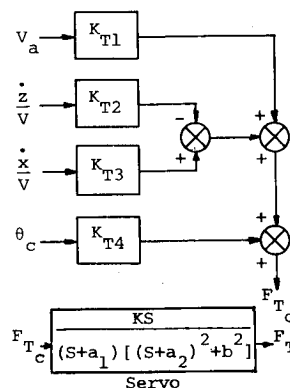 V_a K_T1
ż/V K_T2
ẋ/V K_T3
θ_c K_T4
+
-
+
+
+
+
+
F_T_c
F_T_c KS/(S+a_1)[(S+a_2)^2+b^2] F_T
Servo